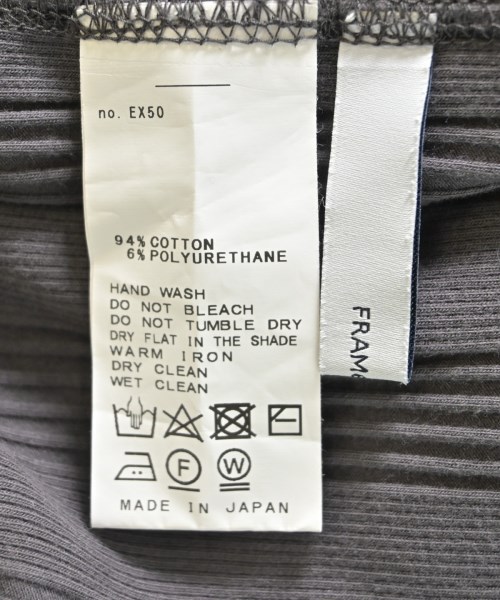 no. EX50
94% COTTON
6% POLYURETHANE
HAND WASH
DO NOT BLEACH
DO NOT TUMBLE DRY
DRY FLAT IN THE SHADE
WARM IRON
DRY CLEAN
WET CLEAN
F
W
MADE IN JAPAN